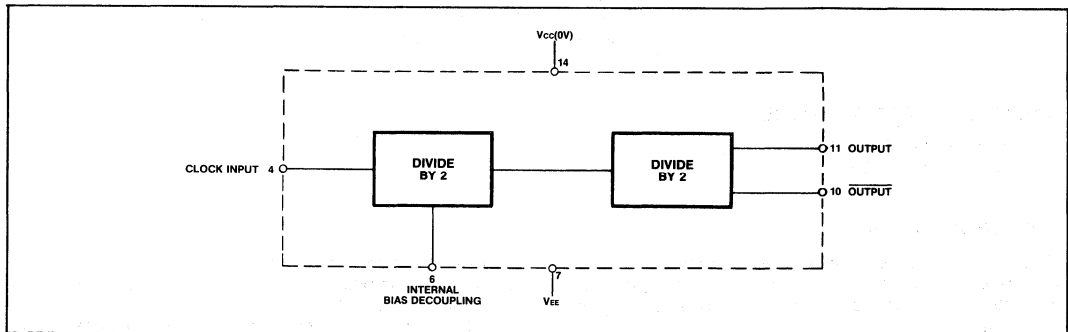 Vcc(0V)
14
CLOCK INPUT 4
DIVIDE
BY 2
DIVIDE
BY 2
11 OUTPUT
10 OUTPUT
6
INTERNAL
BIAS DECOUPLING
7
VEE